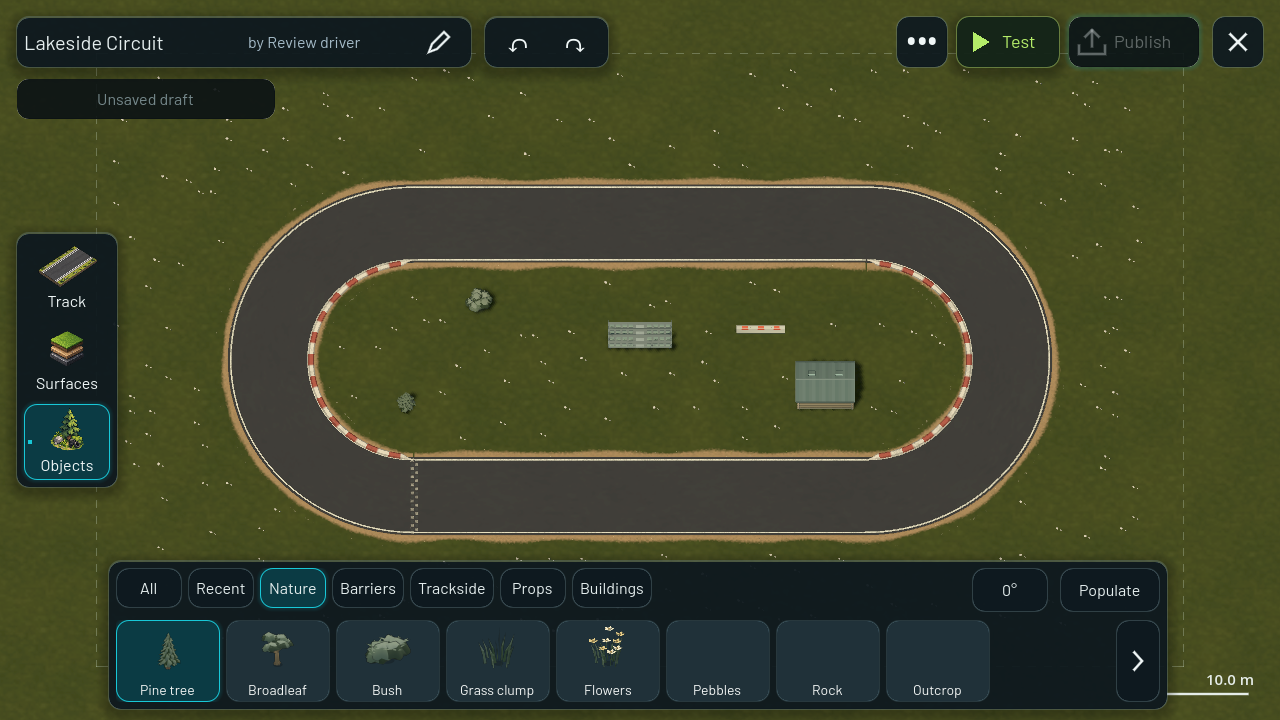 Lakeside Circuit
by Review driver
Test
Publish
Unsaved draft
Track
Surfaces
Objects
All
Recent
Nature
Barriers
Trackside
Props
Buildings
0°
Populate
Pine tree
Broadleaf
Bush
Grass clump
Flowers
Pebbles
Rock
Outcrop
10.0 m